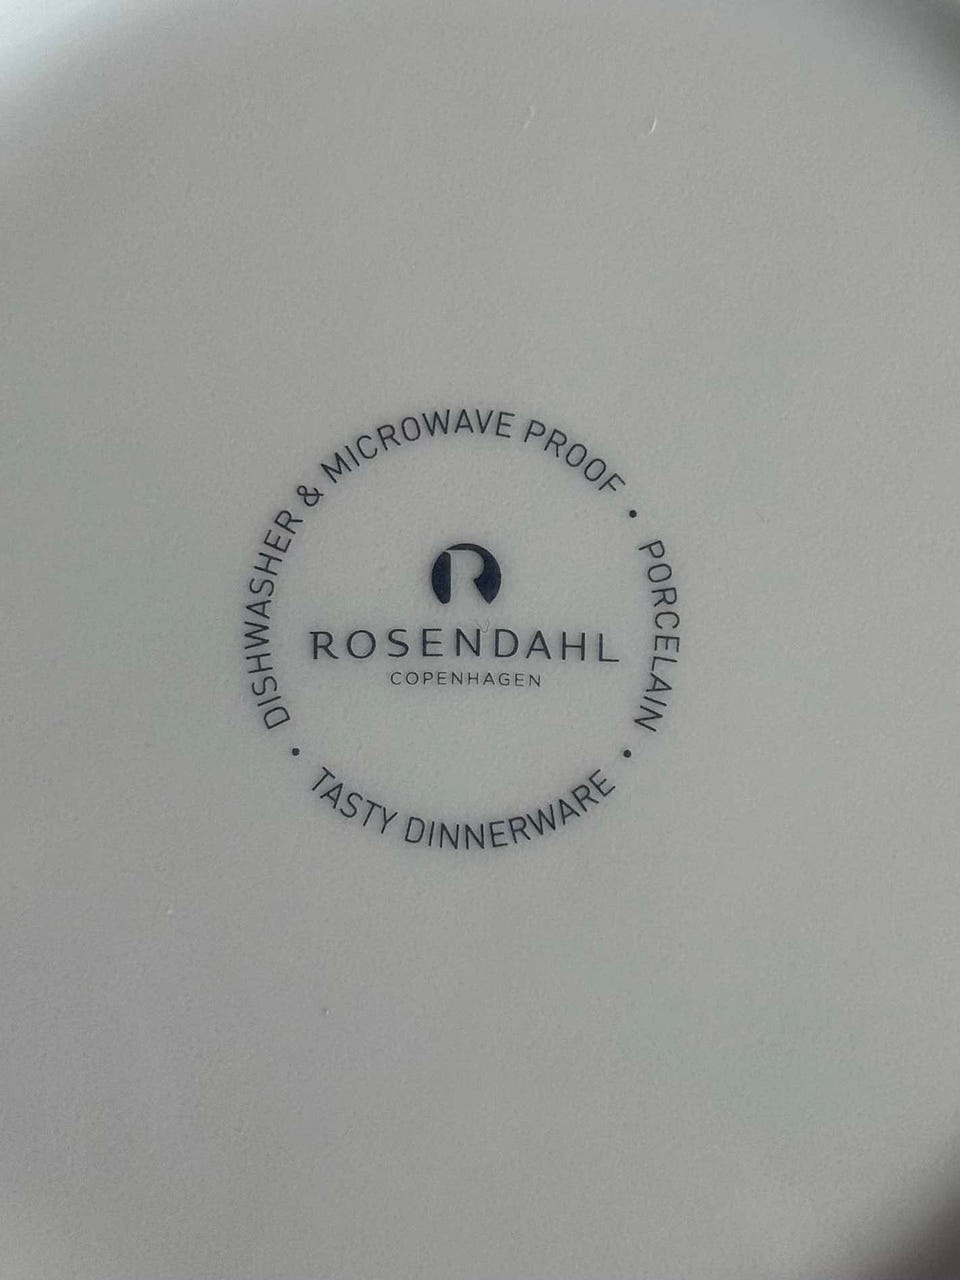 DISHWASHER & MICROWAVE PROOF • PORCELAIN • TASTY DINNERWARE •
ROSENDAHL
COPENHAGEN